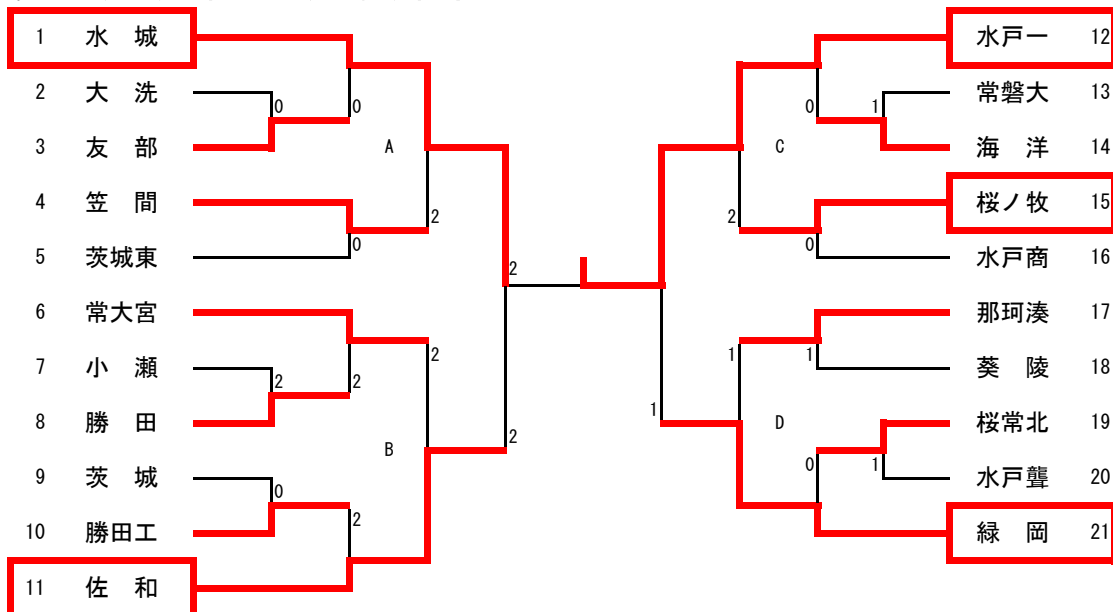 1 水 城
2 大 洗
3 友 部
4 笠 間
5 茨城東
6 常大宮
7 小 瀬
8 勝 田
9 茨 城
10 勝田工
11 佐 和
0
0
A
2
0
2
2
2
B
0
2
2
2
水戸一 12
常磐大 13
海 洋 14
桜ノ牧 15
水戸商 16
那珂湊 17
葵 陵 18
桜常北 19
水戸聾 20
緑 岡 21
0
1
C
2
0
1
1
1
D
0
1